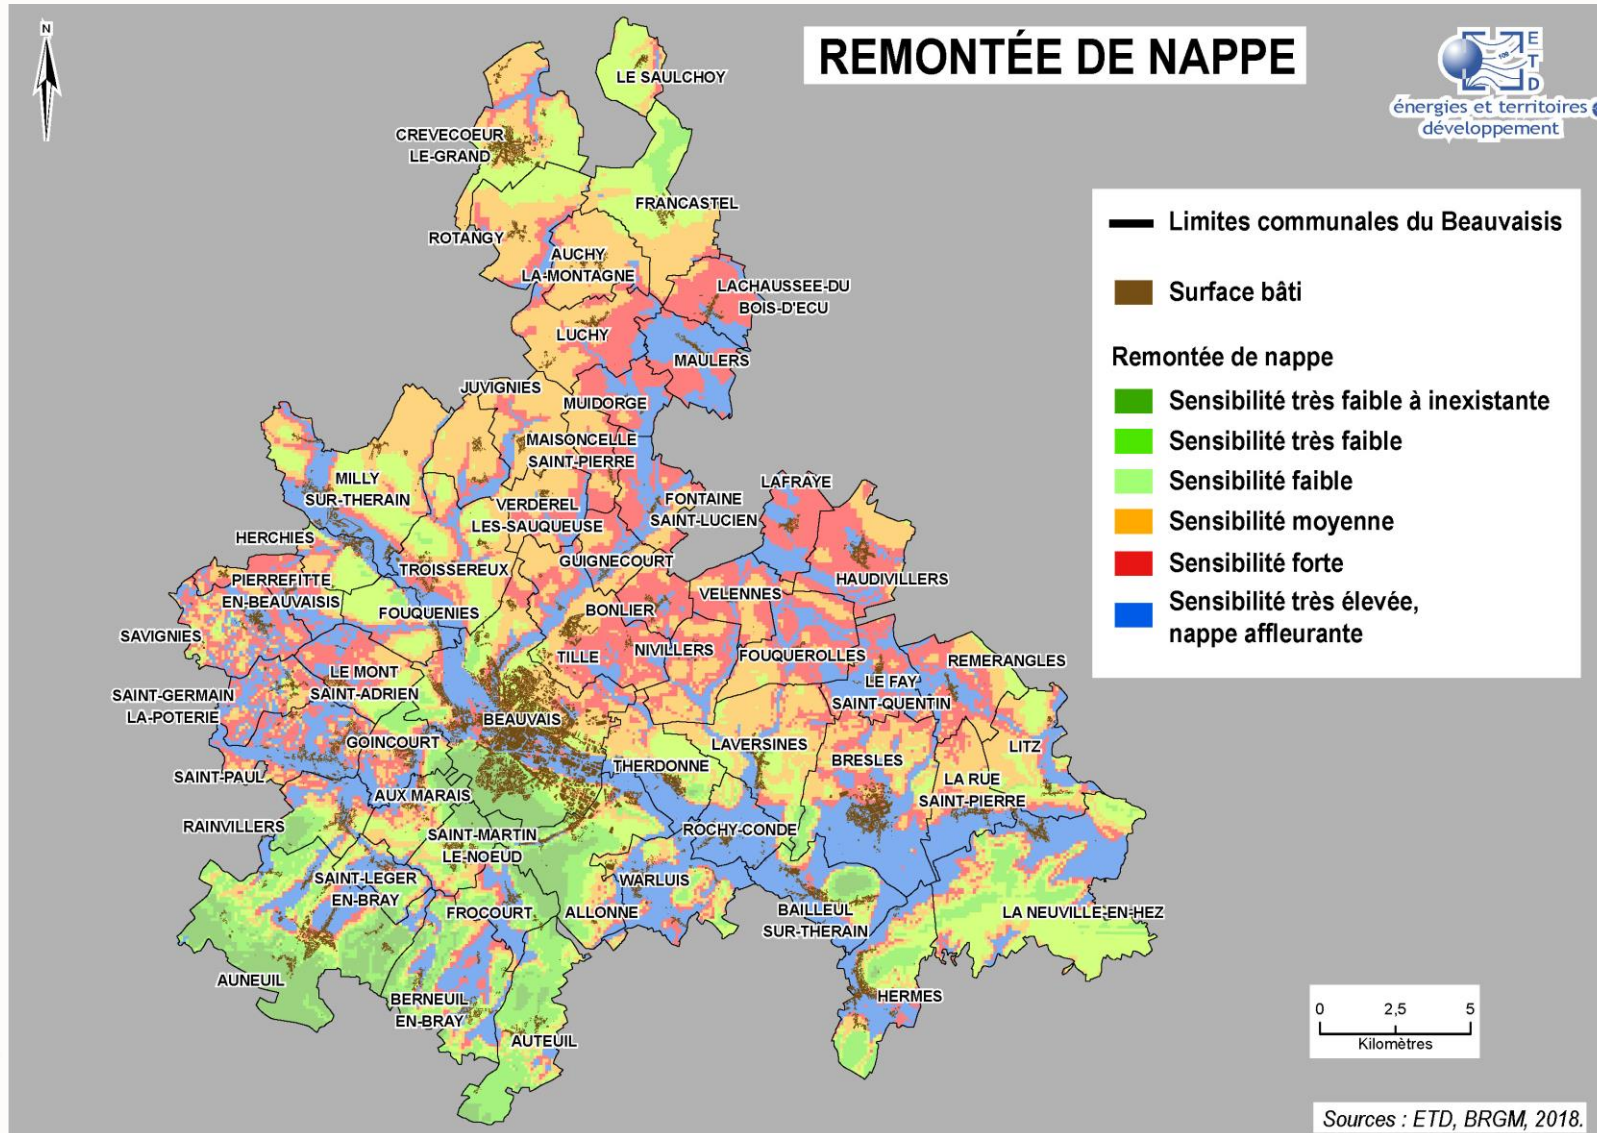 N
REMONTÉE DE NAPPE
E
T
D
énergies et territoires
développement
Limites communales du Beauvaisis
Surface bâti
Remontée de nappe
Sensibilité très faible à inexistante
Sensibilité très faible
Sensibilité faible
Sensibilité moyenne
Sensibilité forte
Sensibilité très élevée,
nappe affleurante
LE SAULCHOY
CREVECOEUR
LE-GRAND
FRANCASTEL
ROTANGY
AUCHY
LA-MONTAGNE
LACHAUSSEE-DU
BOIS-D'ECU
LUCHY
MAULERS
JUVIGNIES
MUIDORGE
MAISONCELLE
SAINT-PIERRE
MILLY
SUR-THERAIN
VERDEREL
LES-SAUQUEUSE
FONTAINE
SAINT-LUCIEN
LAFRAYE
HERCHIES
TROISSEREUX
GUIGNECOURT
HAUDIVILLERS
PIERREFITTE
EN-BEAUVAISIS
FOUQUENIES
BONLIER
VELENNES
SAVIGNIES
TILLE
NIVILLERS
FOUQUEROLLES
REMERANGLES
LE MONT
SAINT-ADRIEN
LE FAY
SAINT-QUENTIN
SAINT-GERMAIN
LA-POTERIE
BEAUVAIS
GOINCOURT
LAVERSINES
BRESLES
LITZ
SAINT-PAUL
THERDONNE
LA RUE
SAINT-PIERRE
AUX MARAIS
RAINVILLERS
SAINT-MARTIN
LE-NOEUD
ROCHY-CONDE
SAINT-LEGER
EN-BRAY
WARLUIS
FROCOURT
ALLONNE
BAILLEUL
SUR-THERAIN
LA NEUVILLE-EN-HEZ
AUNEUIL
BERNEUIL
EN-BRAY
HERMES
AUTEUIL
0 2,5 5
Kilomètres
Sources : ETD, BRGM, 2018.